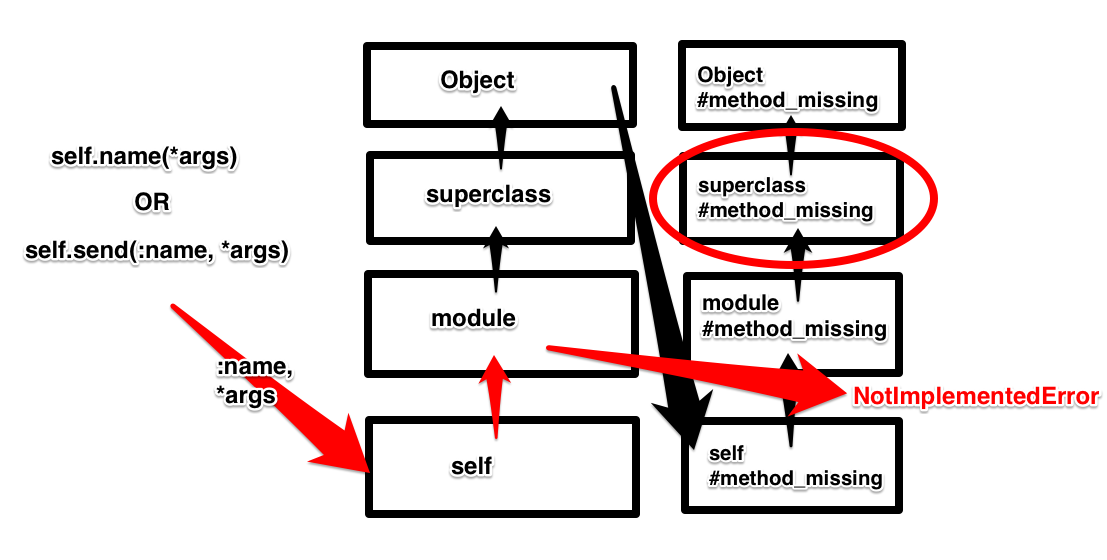 self.name(*args)
OR
self.send(:name, *args)
:name,
*args
Object
superclass
module
self
Object
#method_missing
superclass
#method_missing
module
#method_missing
self
#method_missing
NotImplementedError